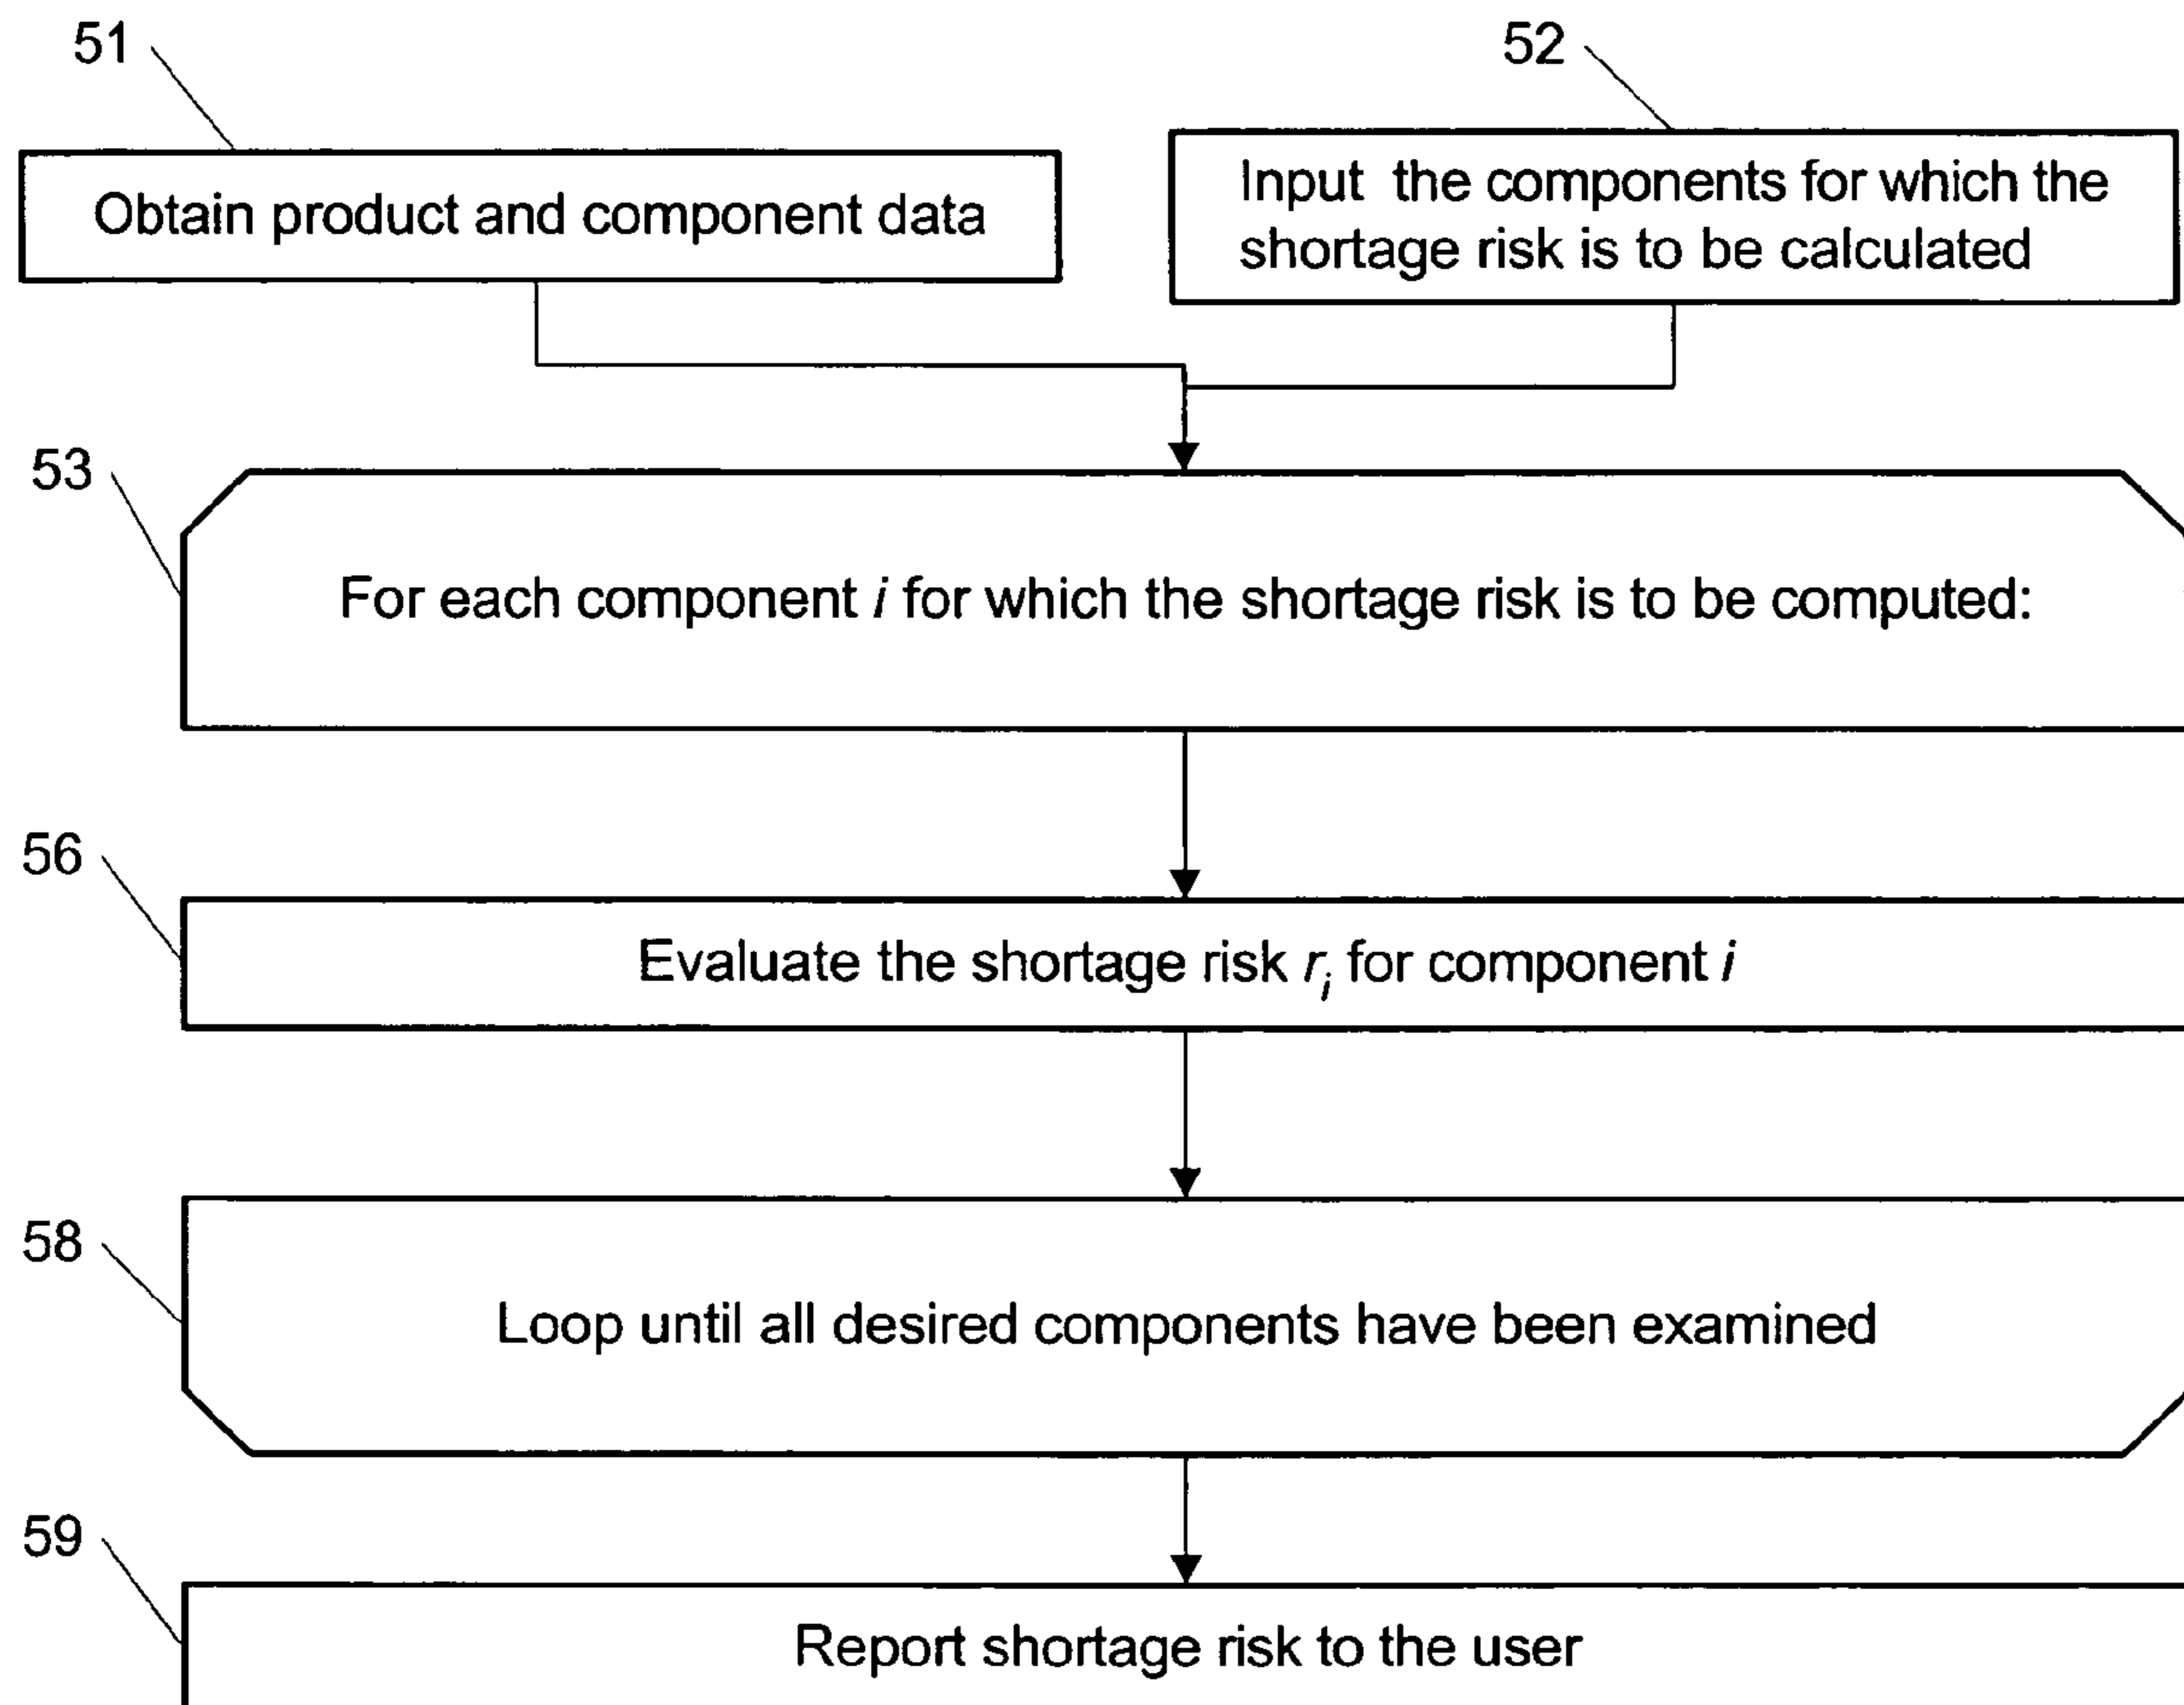 51
52
Obtain product and component data
Input the components for which the
shortage risk is to be calculated
53
For each component i for which the shortage risk is to be computed:
56
Evaluate the shortage risk ri for component i
58
Loop until all desired components have been examined
59
Report shortage risk to the user